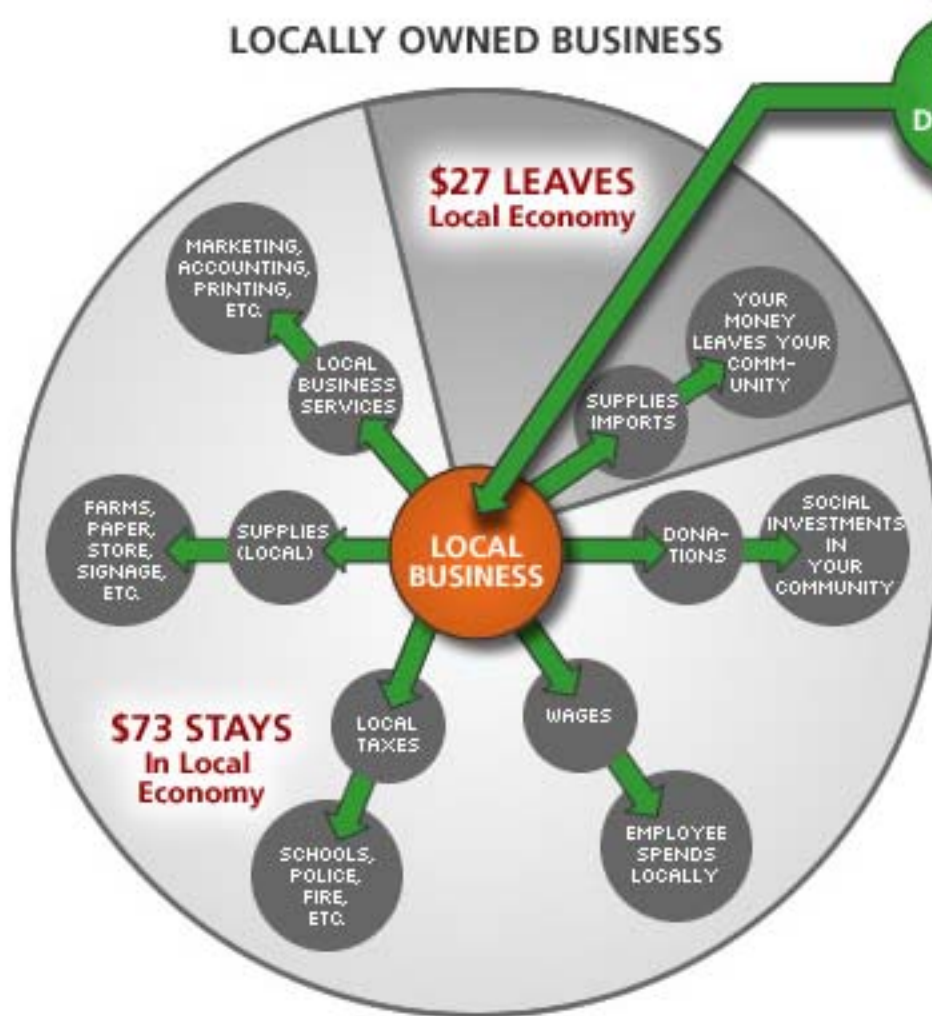 LOCALLY OWNED BUSINESS
$27 LEAVES
Local Economy
MARKETING,
ACCOUNTING,
PRINTING,
ETC.
LOCAL
BUSINESS
SERVICES
YOUR
MONEY
LEAVES YOUR
COMM-
UNITY
SUPPLIES
IMPORTS
FARMS,
PAPER,
STORE,
SIGNAGE,
ETC.
SUPPLIES
(LOCAL)
LOCAL
BUSINESS
DONA-
TIONS
SOCIAL
INVESTMENTS
IN
YOUR
COMMUNITY
$73 STAYS
In Local
Economy
LOCAL
TAXES
WAGES
SCHOOLS,
POLICE,
FIRE,
ETC.
EMPLOYEE
SPENDS
LOCALLY